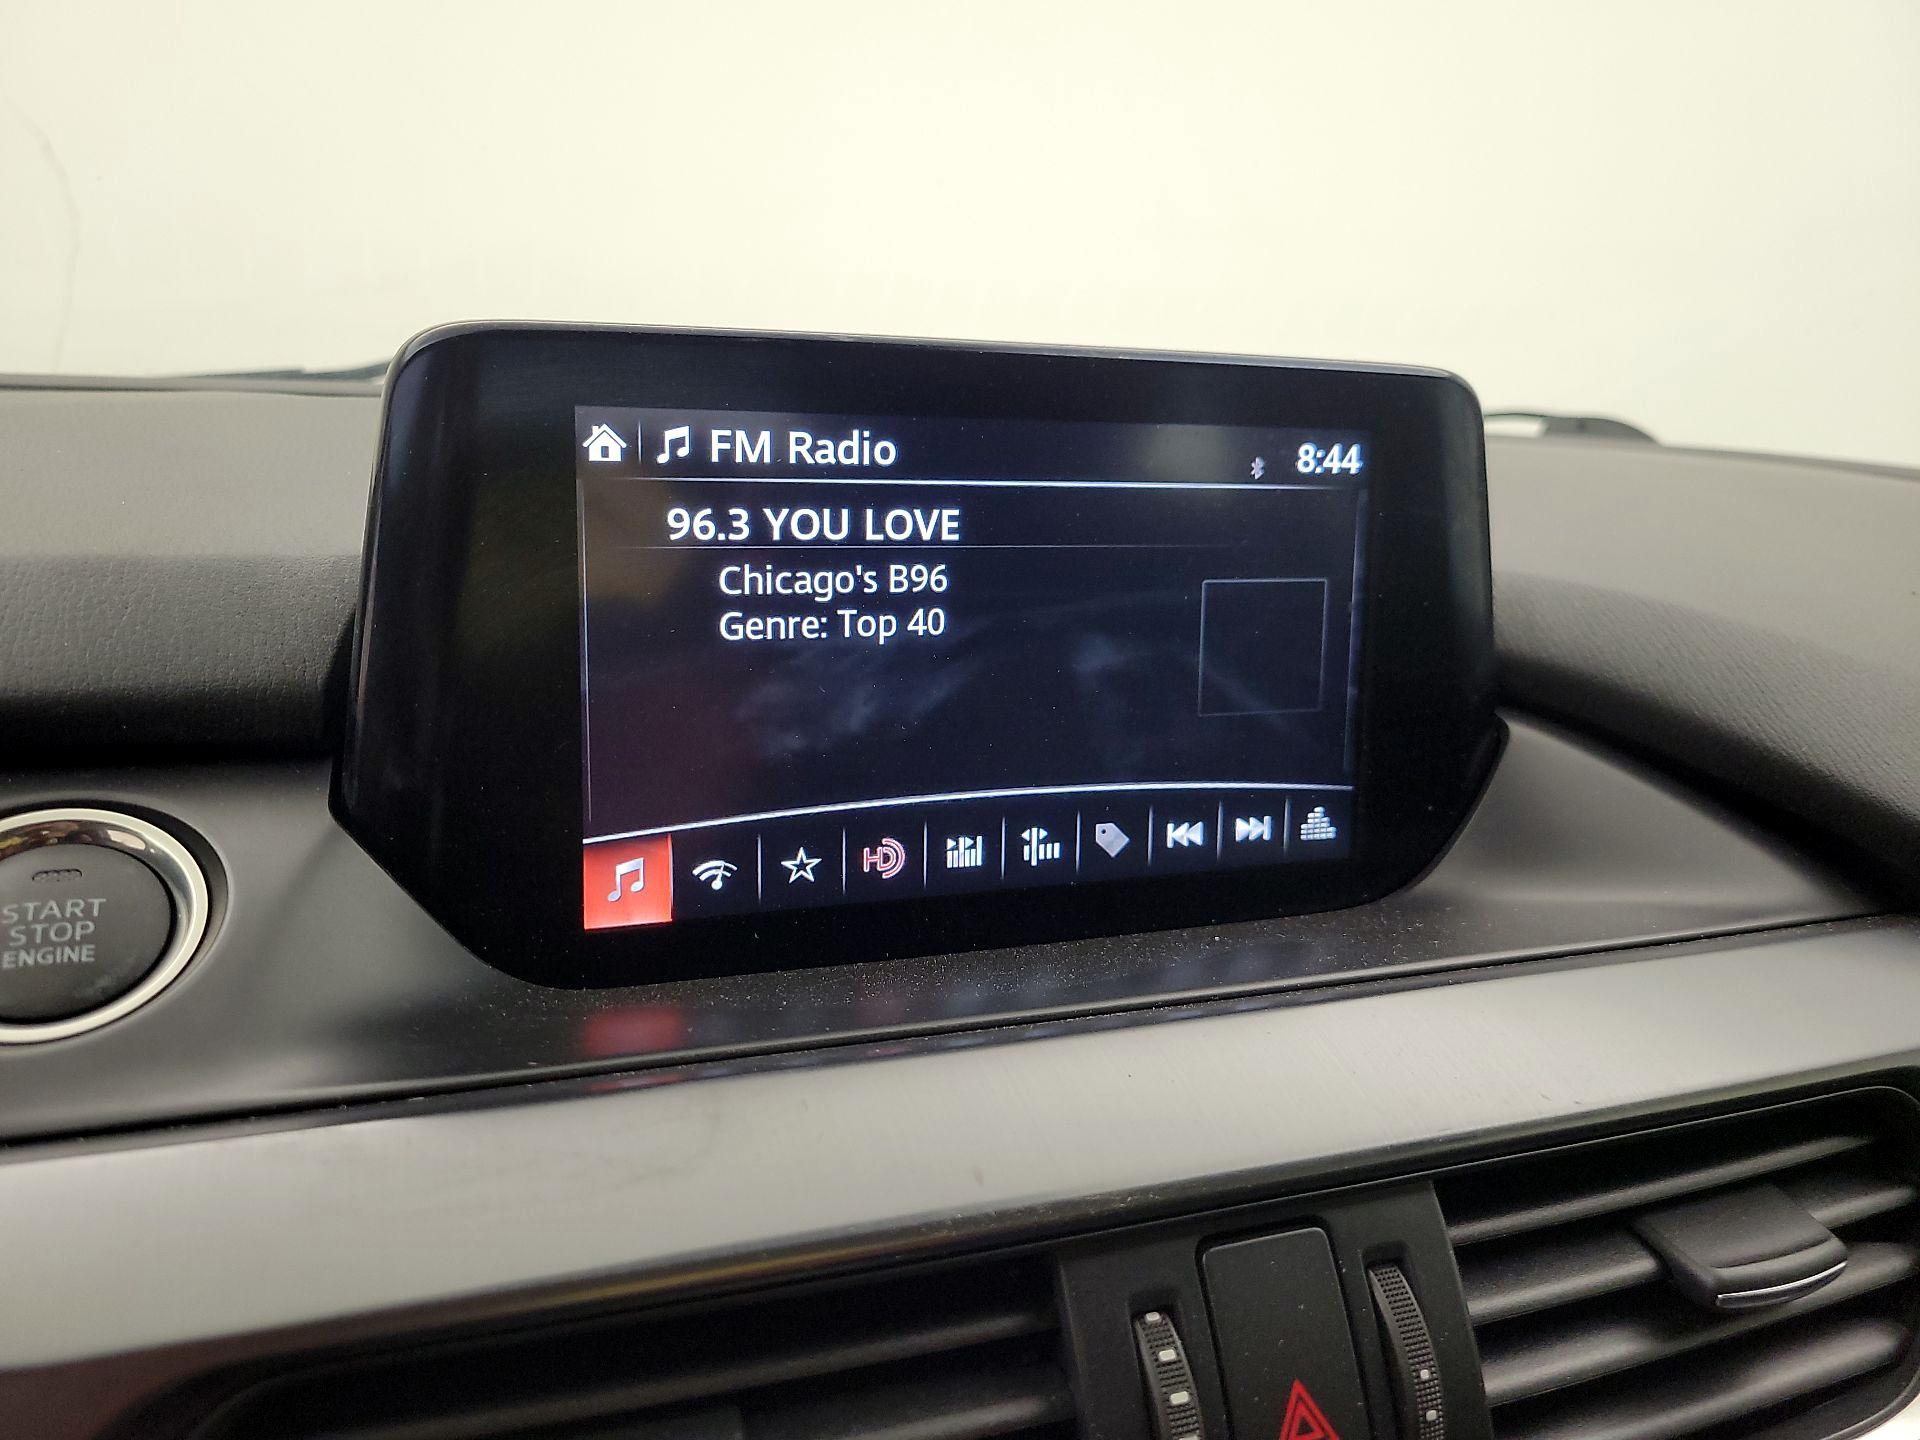 FM Radio
8:44
96.3 YOU LOVE
Chicago's B96
Genre: Top 40
HD
START
STOP
ENGINE